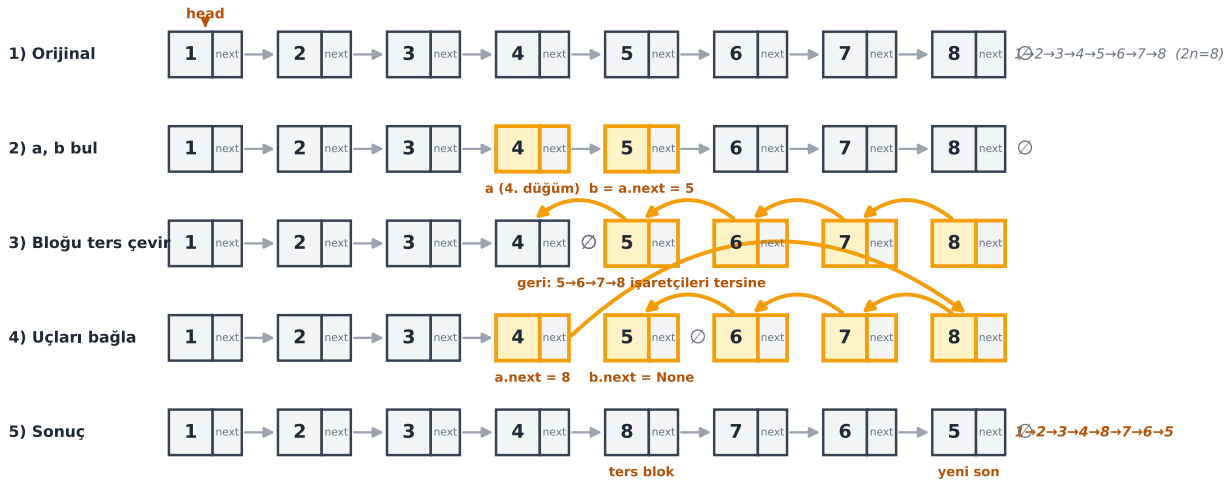 head
1) Orijinal 1 next 2 next 3 next 4 next 5 next 6 next 7 next 8 next ∅ 1→2→3→4→5→6→7→8 (2n=8)
2) a, b bul 1 next 2 next 3 next 4 next 5 next 6 next 7 next 8 next ∅
a (4. düğüm) b = a.next = 5
3) Bloğu ters çevir 1 next 2 next 3 next 4 next ∅ 5 next 6 next 7 next 8 next
geri: 5→6→7→8 işaretçileri tersine
4) Uçları bağla 1 next 2 next 3 next 4 next 5 next ∅ 6 next 7 next 8 next
a.next = 8 b.next = None
5) Sonuç 1 next 2 next 3 next 4 next 8 next 7 next 6 next 5 next ∅ 1→2→3→4→8→7→6→5
ters blok yeni son